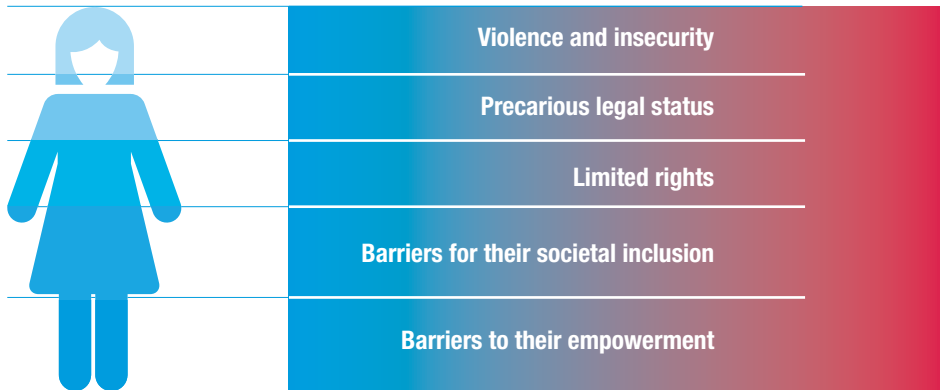 Violence and insecurity
Precarious legal status
Limited rights
Barriers for their societal inclusion
Barriers to their empowerment